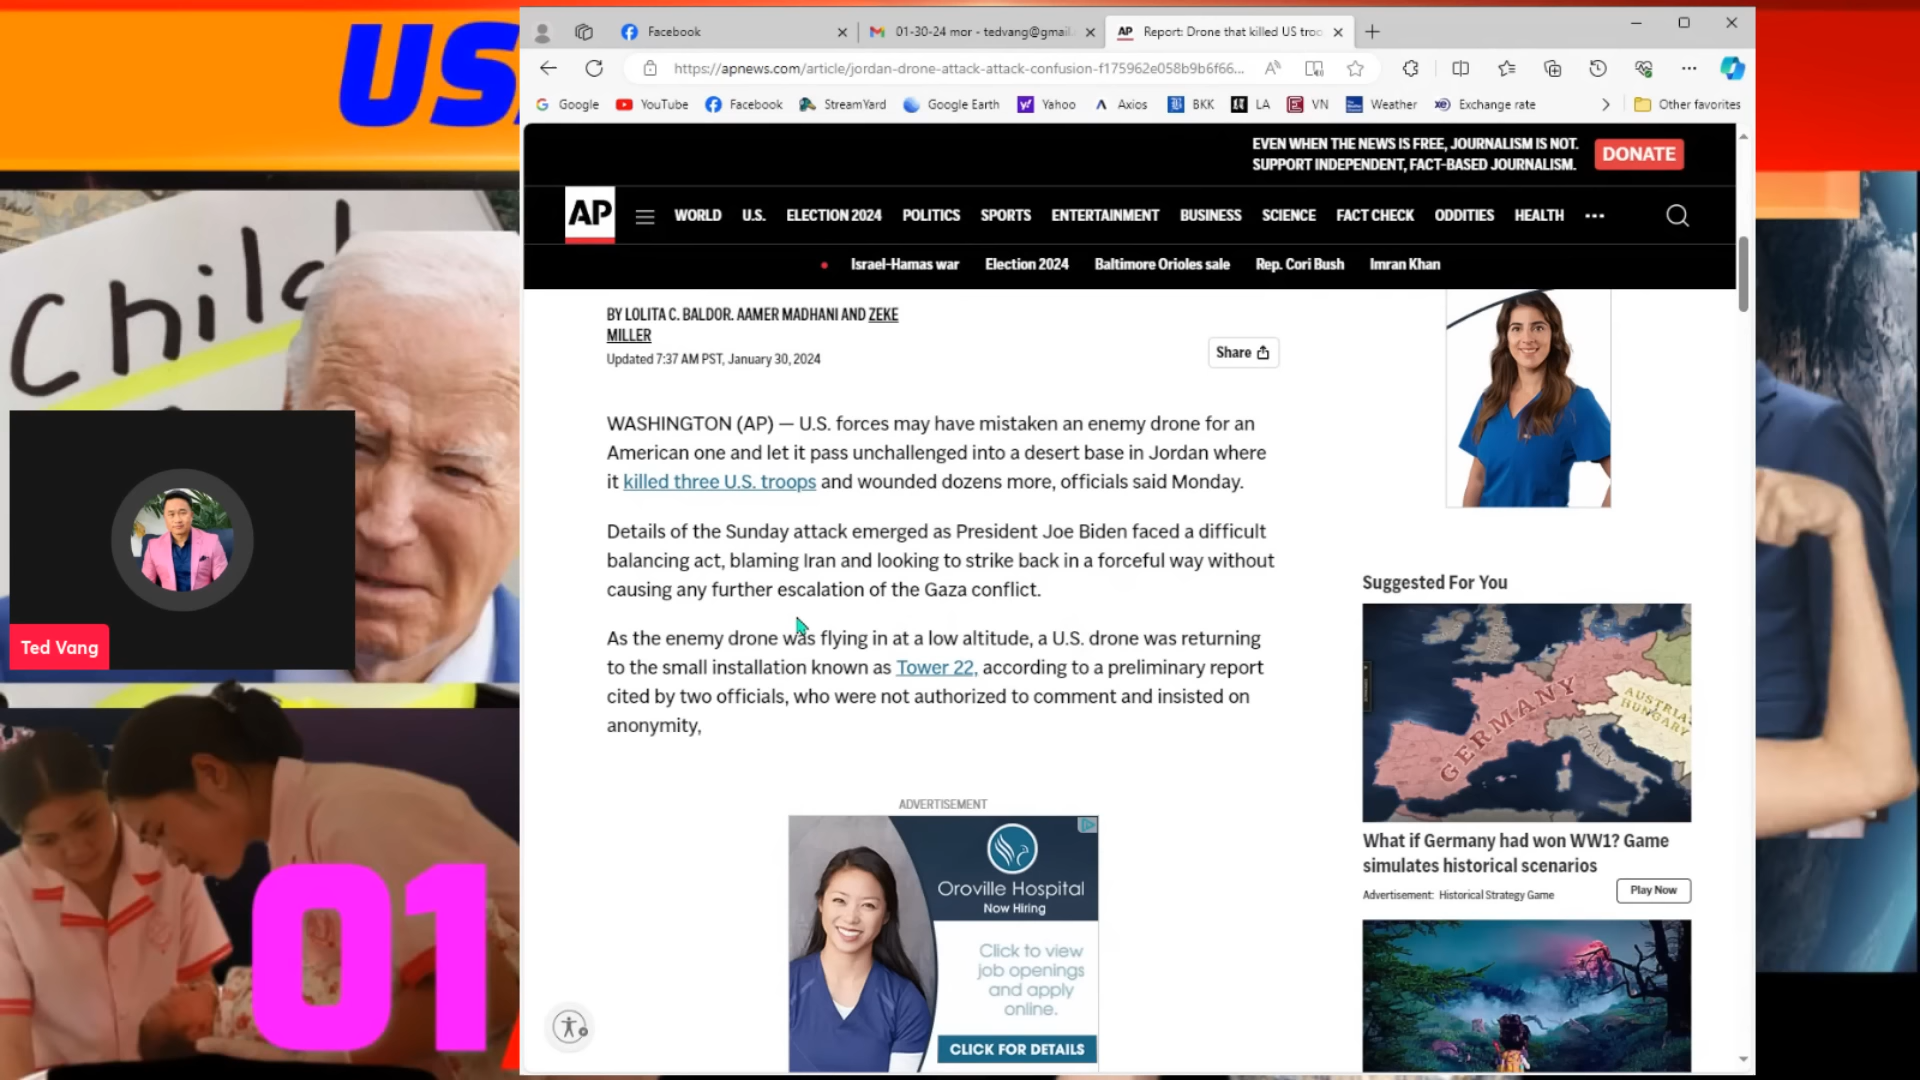 US
Child
Ted Vang
01
Facebook
01-30-24 mor - tedvang@gmail.
AP Report: Drone that killed US troo
https://apnews.com/article/jordan-drone-attack-attack-confusion-f175962e058b9b6f66...
Google
YouTube
Facebook
StreamYard
Google Earth
Yahoo
Axios
BKK
LA
VN
Weather
Exchange rate
Other favorites
EVEN WHEN THE NEWS IS FREE, JOURNALISM IS NOT.
SUPPORT INDEPENDENT, FACT-BASED JOURNALISM.
DONATE
AP
WORLD
U.S.
ELECTION 2024
POLITICS
SPORTS
ENTERTAINMENT
BUSINESS
SCIENCE
FACT CHECK
ODDITIES
HEALTH
Israel-Hamas war
Election 2024
Baltimore Orioles sale
Rep. Cori Bush
Imran Khan
BY LOLITA C. BALDOR, AAMER MADHANI AND ZEKE
MILLER
Updated 7:37 AM PST, January 30, 2024
Share
WASHINGTON (AP) — U.S. forces may have mistaken an enemy drone for an
American one and let it pass unchallenged into a desert base in Jordan where
it killed three U.S. troops and wounded dozens more, officials said Monday.
Details of the Sunday attack emerged as President Joe Biden faced a difficult
balancing act, blaming Iran and looking to strike back in a forceful way without
causing any further escalation of the Gaza conflict.
As the enemy drone was flying in at a low altitude, a U.S. drone was returning
to the small installation known as Tower 22, according to a preliminary report
cited by two officials, who were not authorized to comment and insisted on
anonymity,
ADVERTISEMENT
Oroville Hospital
Now Hiring
Click to view
job openings
and apply
online.
CLICK FOR DETAILS
Suggested For You
GERMANY
AUSTRIA
HUNGARY
ITALY
What if Germany had won WW1? Game
simulates historical scenarios
Advertisement: Historical Strategy Game
Play Now